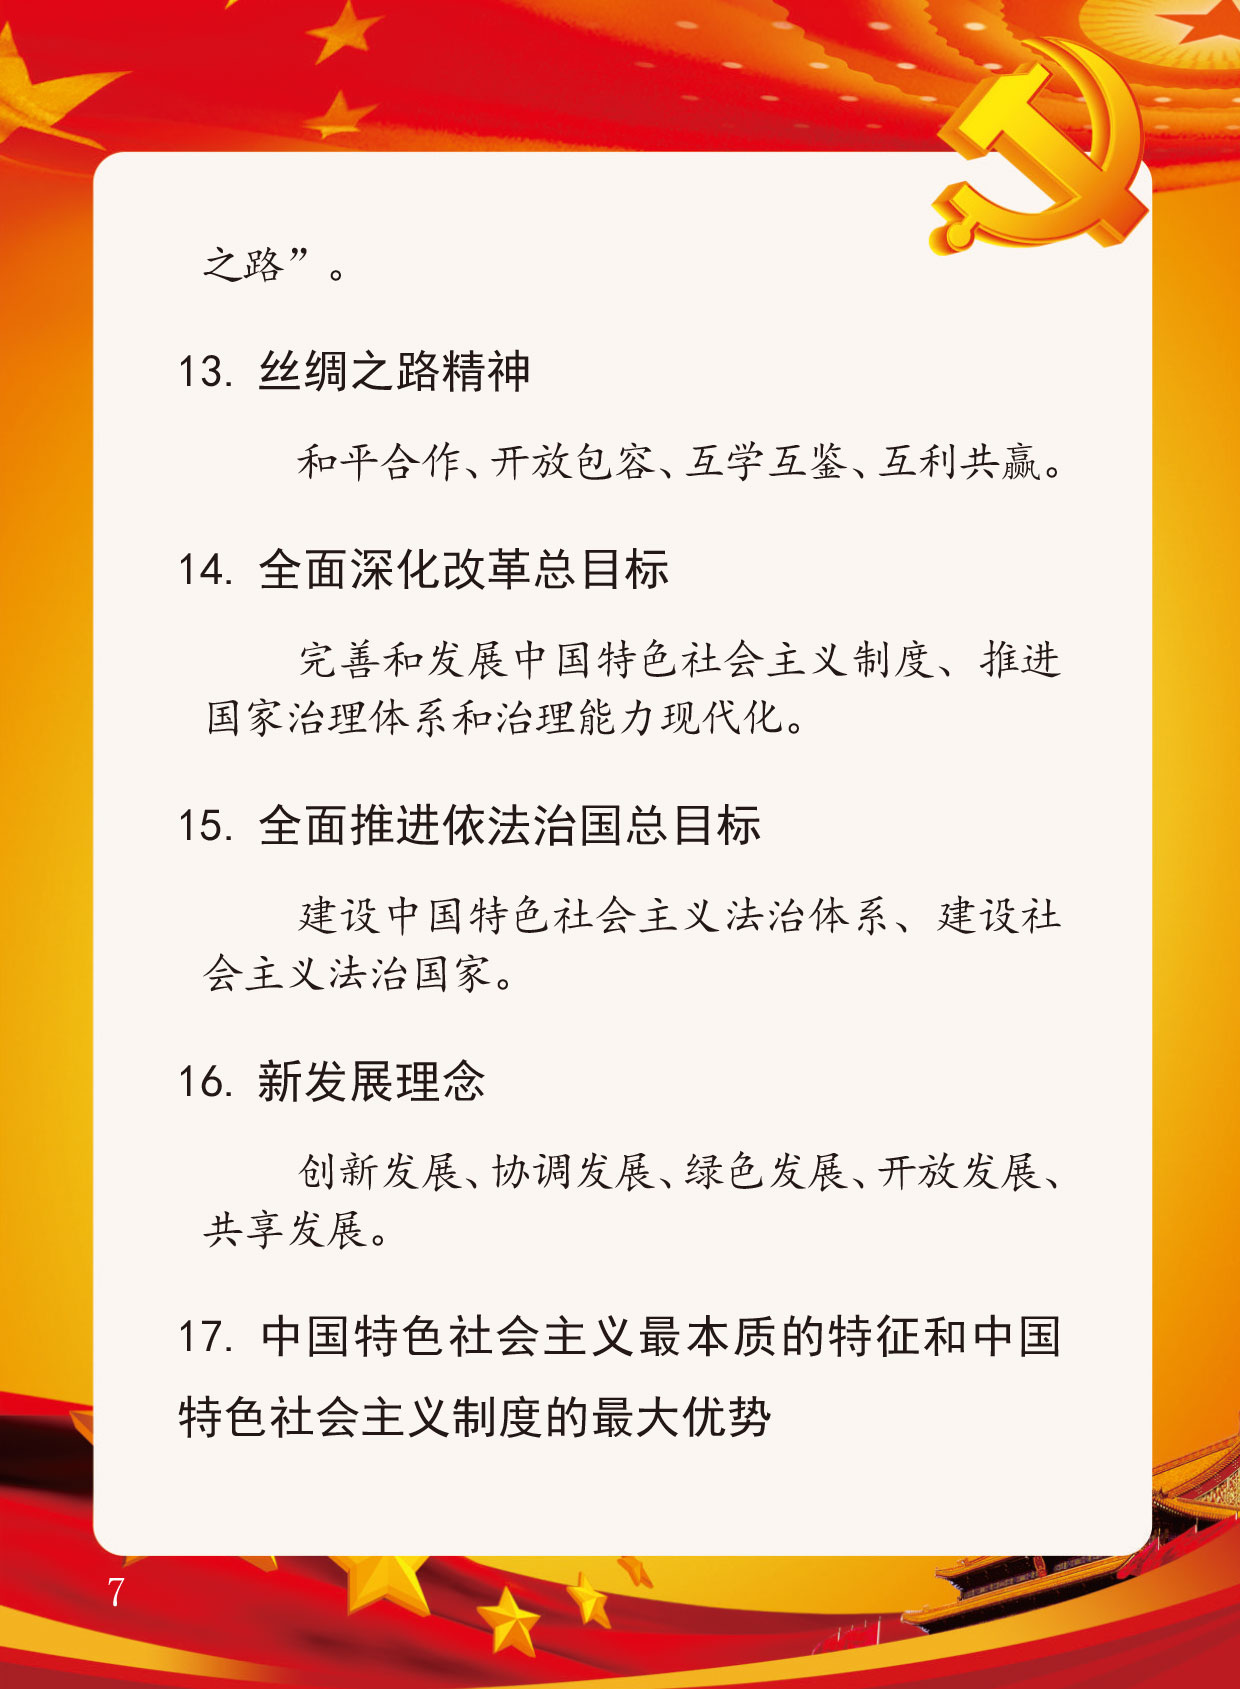 之路”。
13. 丝绸之路精神
和平合作、开放包容、互学互鉴、互利共赢。
14. 全面深化改革总目标
完善和发展中国特色社会主义制度、推进
国家治理体系和治理能力现代化。
15. 全面推进依法治国总目标
建设中国特色社会主义法治体系、建设社
会主义法治国家。
16. 新发展理念
创新发展、协调发展、绿色发展、开放发展、
共享发展。
17. 中国特色社会主义最本质的特征和中国
特色社会主义制度的最大优势
7